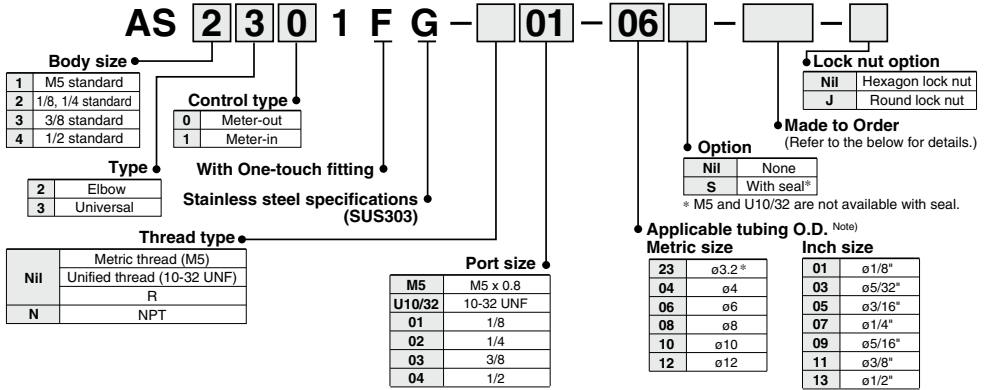 AS 2 3 0 1 F G – 01 – 06 – –
Body size
1 M5 standard
2 1/8, 1/4 standard
3 3/8 standard
4 1/2 standard
Type
2 Elbow
3 Universal
Control type
0 Meter-out
1 Meter-in
With One-touch fitting
Stainless steel specifications
(SUS303)
Thread type
Nil Metric thread (M5)
Unified thread (10-32 UNF)
R
N NPT
Port size
M5 M5 x 0.8
U10/32 10-32 UNF
01 1/8
02 1/4
03 3/8
04 1/2
Lock nut option
Nil Hexagon lock nut
J Round lock nut
Made to Order
(Refer to the below for details.)
Option
Nil None
S With seal*
* M5 and U10/32 are not available with seal.
Applicable tubing O.D. Note)
Metric size
23 ø3.2*
04 ø4
06 ø6
08 ø8
10 ø10
12 ø12
Inch size
01 ø1/8"
03 ø5/32"
05 ø3/16"
07 ø1/4"
09 ø5/16"
11 ø3/8"
13 ø1/2"